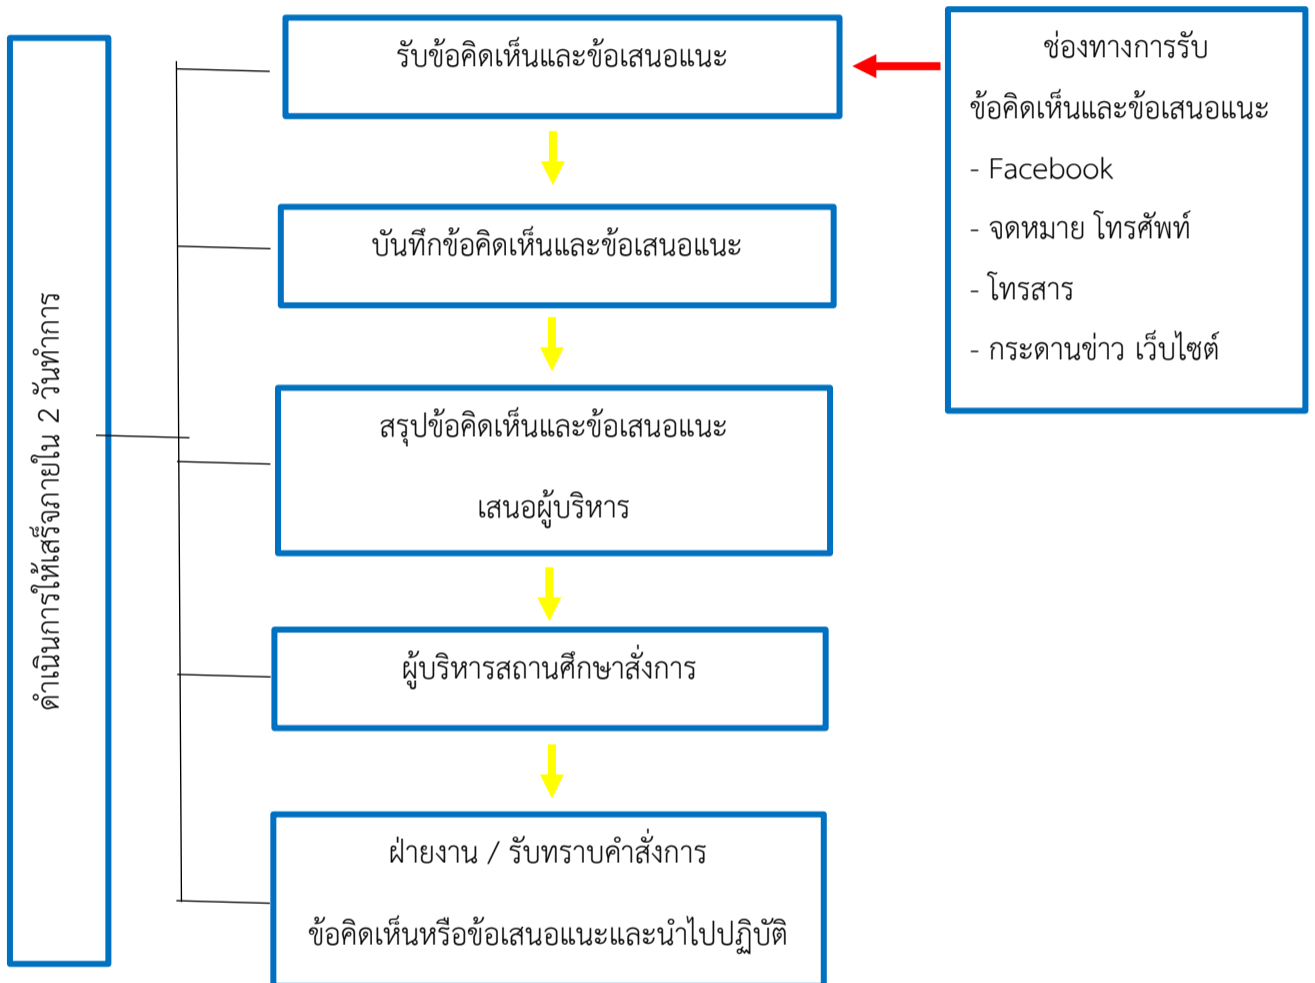 ดำเนินการให้เสร็จภายใน 2 วันทำการ
รับข้อคิดเห็นและข้อเสนอแนะ
บันทึกข้อคิดเห็นและข้อเสนอแนะ
สรุปข้อคิดเห็นและข้อเสนอแนะ
เสนอผู้บริหาร
ผู้บริหารสถานศึกษาสั่งการ
ฝ่ายงาน / รับทราบคำสั่งการ
ข้อคิดเห็นหรือข้อเสนอแนะและนำไปปฏิบัติ
ช่องทางการรับ
ข้อคิดเห็นและข้อเสนอแนะ
- Facebook
- จดหมาย โทรศัพท์
- โทรสาร
- กระดานข่าว เว็บไซต์